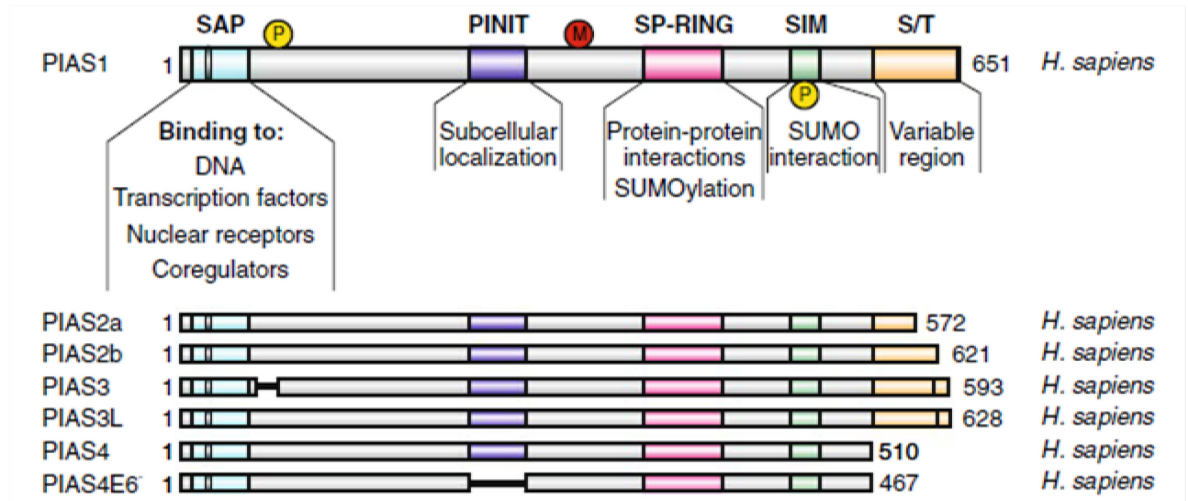 SAP P PINIT M SP-RING SIM S/T
PIAS1 1 651 H. sapiens
P
Binding to:
DNA
Transcription factors
Nuclear receptors
Coregulators
Subcellular
localization
Protein-protein
interactions
SUMOylation
SUMO
interaction
Variable
region
PIAS2a 1 572 H. sapiens
PIAS2b 1 621 H. sapiens
PIAS3 1 593 H. sapiens
PIAS3L 1 628 H. sapiens
PIAS4 1 510 H. sapiens
PIAS4E6⁻ 1 467 H. sapiens